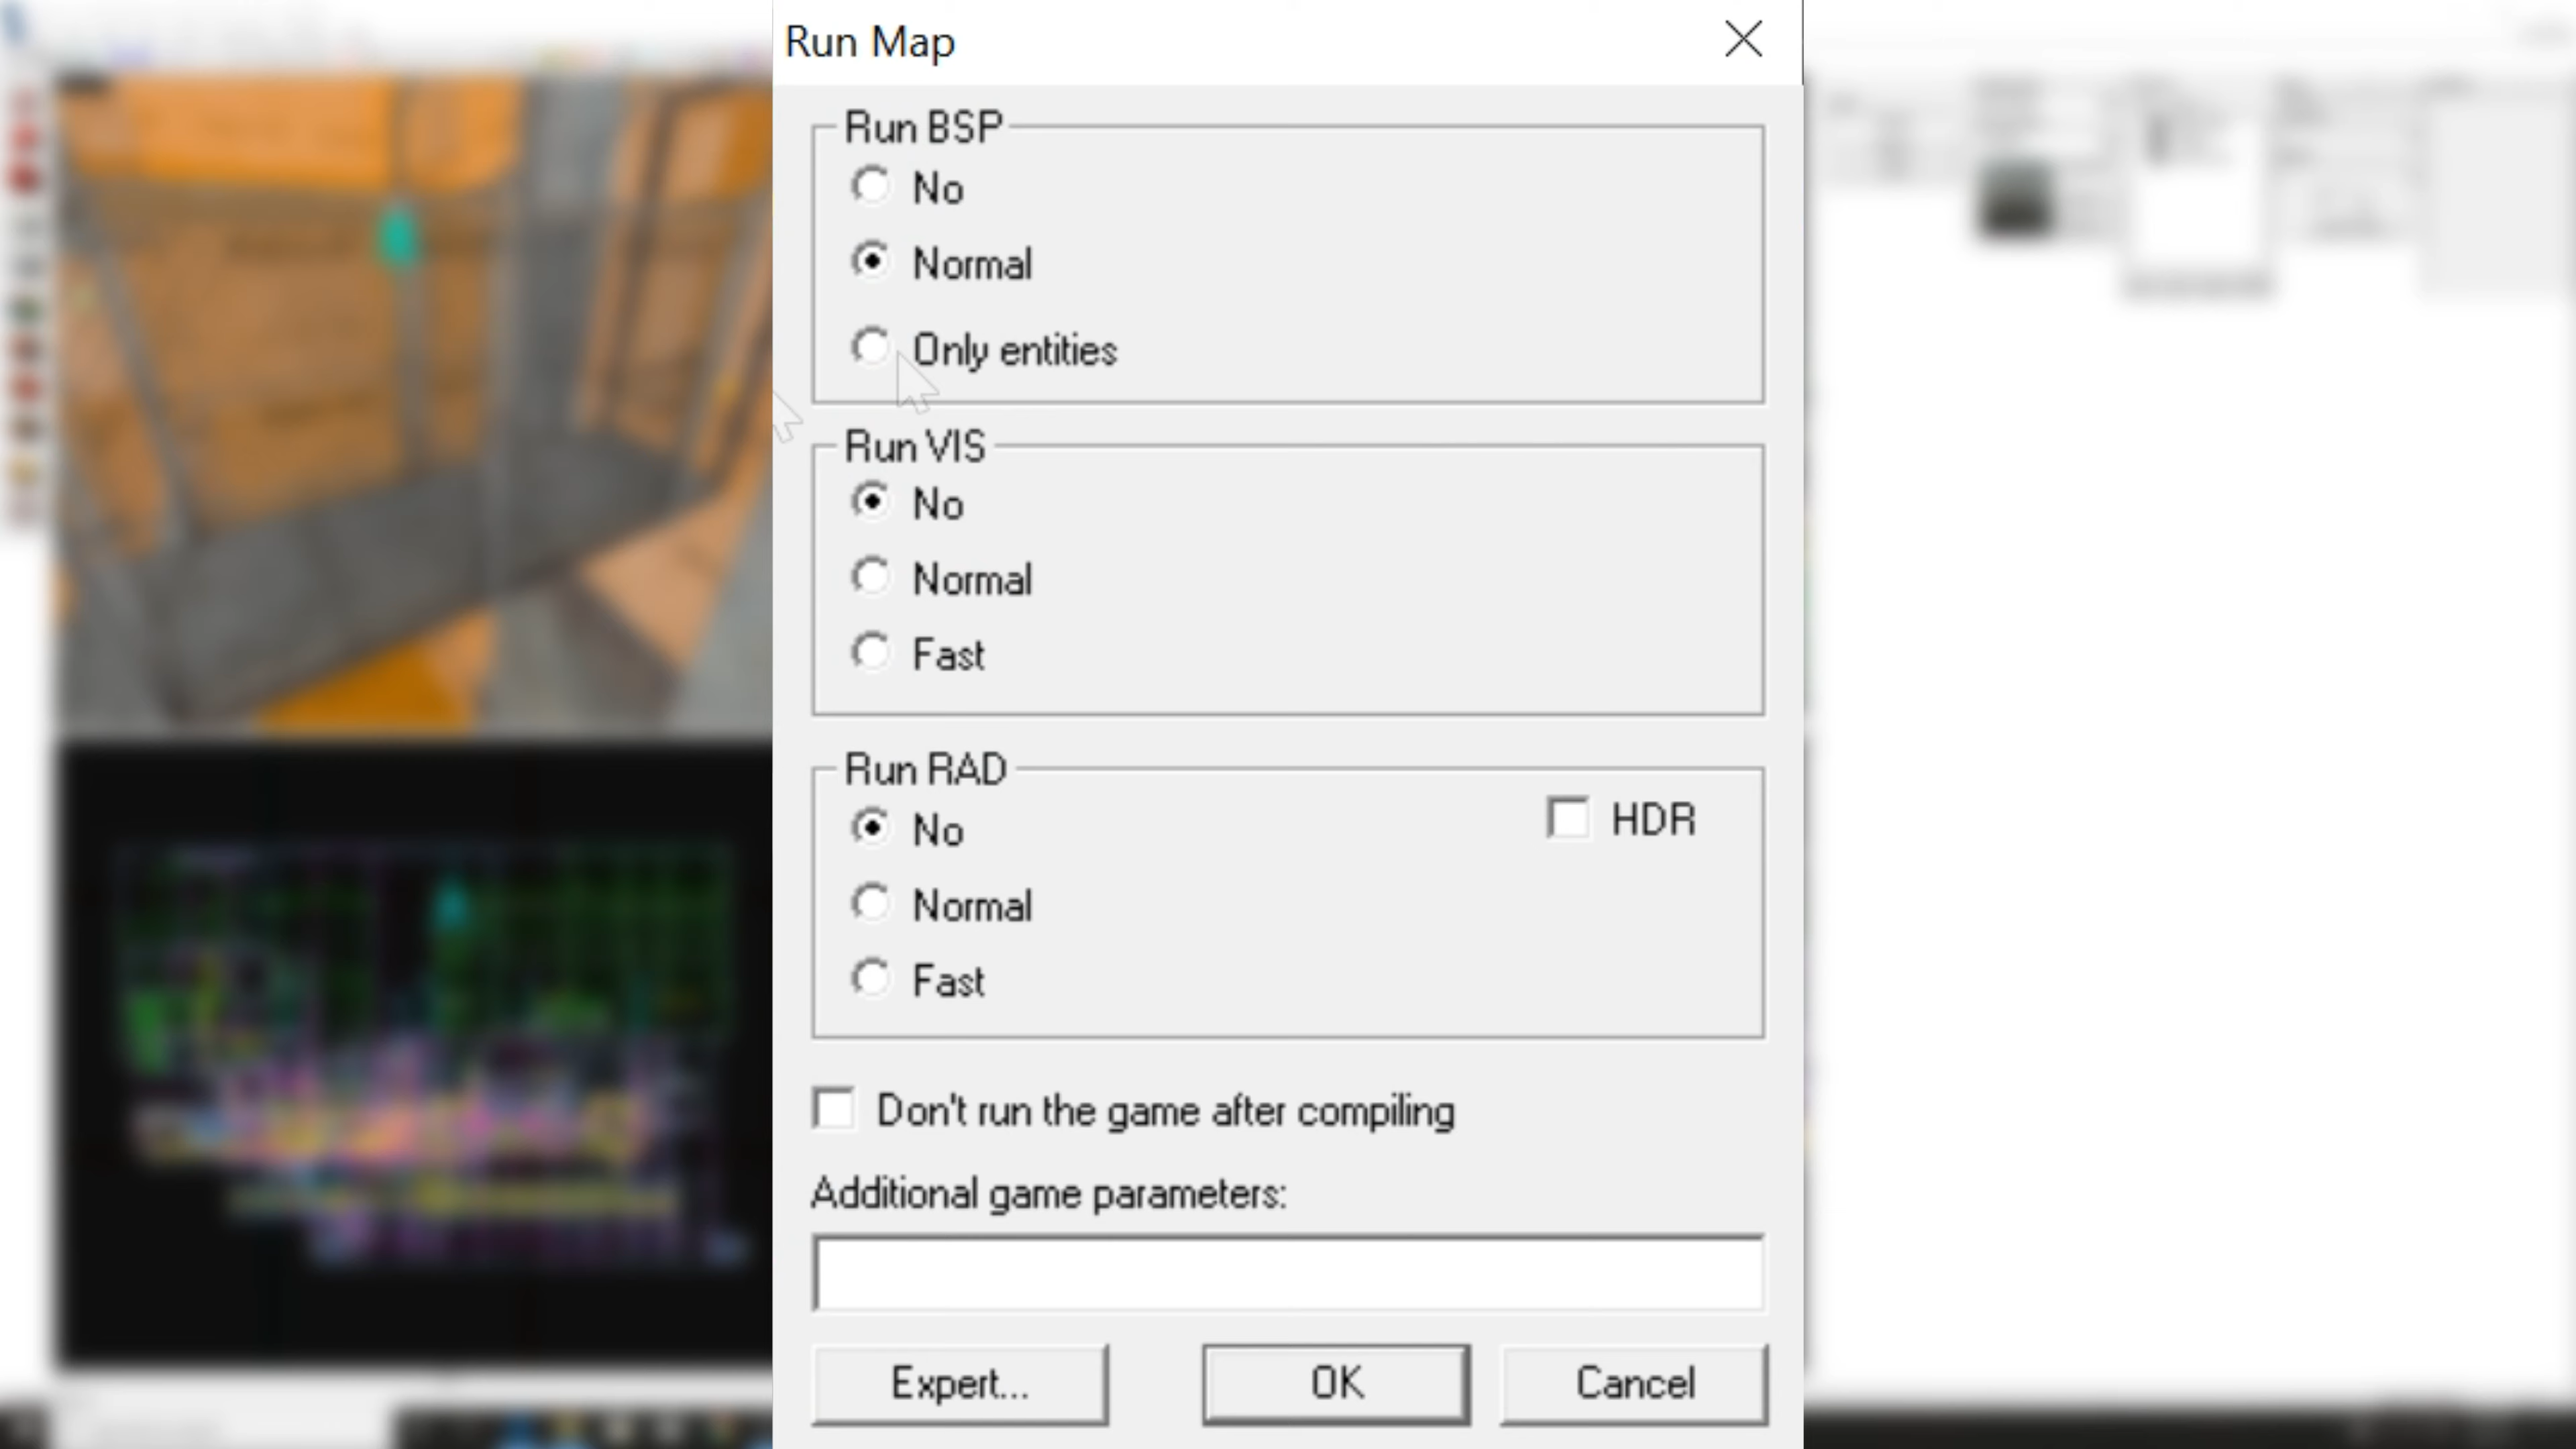 Run Map
Run BSP
No
Normal
Only entities
Run VIS
No
Normal
Fast
Run RAD
No
HDR
Normal
Fast
Don't run the game after compiling
Additional game parameters:
Expert...
OK
Cancel